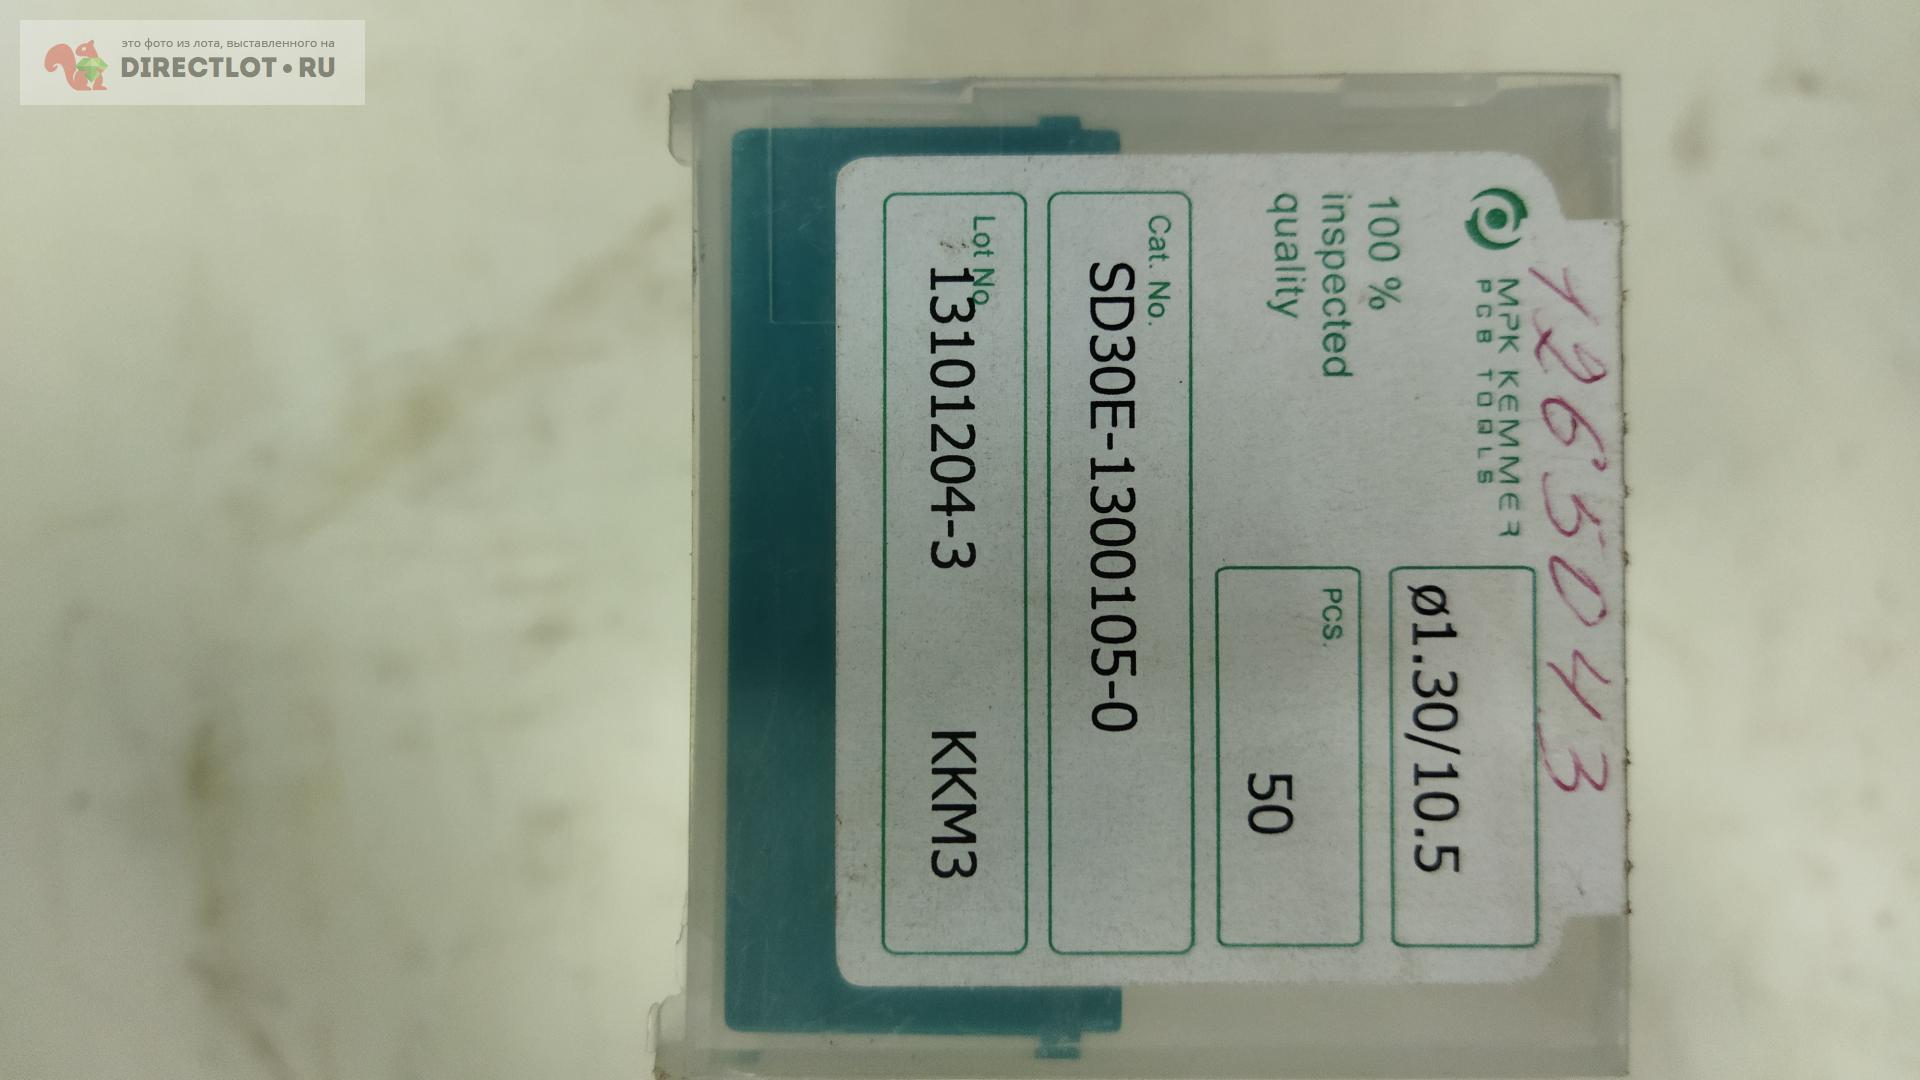 это фото из лота, выставленного на
DIRECTLOT.RU
1265043
MPK KEMMER
PCB TOOLS
ø1.30/10.5
100 %
inspected
quality
PCS.
50
Cat. No.
SD30E-1300105-0
Lot No.
13101204-3 KKM3